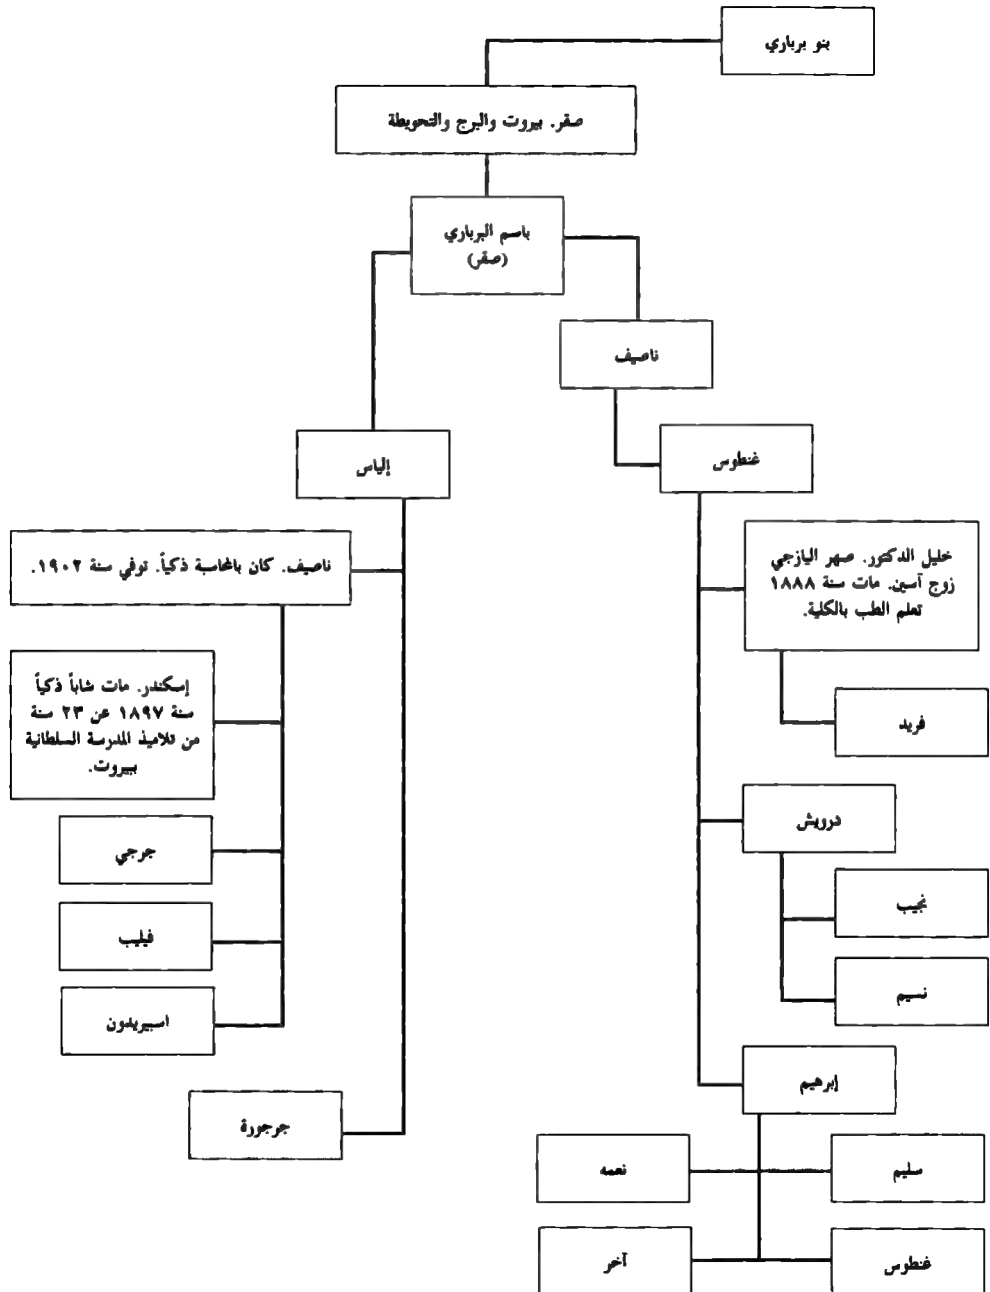 بنو برباري
صقر. بيروت والبرج والتحويطة
باسم البرباري
(صقر)
ناصيف
غنطوس
إلياس
خليل الدكتور. صهر اليازجي
زوج آسين. مات سنة ١٨٨٨
تعلم الطب بالكلية.
فريد
درويش
نجيب
نسيم
إبرهيم
سليم
نعمه
غنطوس
آخر
ناصيف. كان بالمحاسبة ذكياً. توفي سنة ١٩٠٢.
إسكندر. مات شاباً ذكياً
سنة ١٨٩٧ عن ٢٣ سنة
من تلاميذ المدرسة السلطانية
ببيروت.
جرجي
فيليب
اسبيريدون
جرجورة